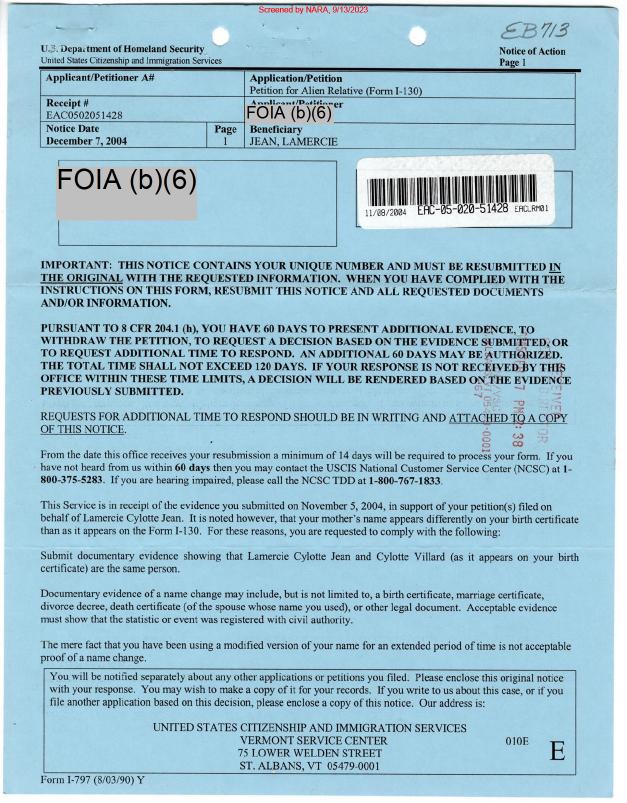 Screened by NARA, 9/13/2023
EB713
U.S. Department of Homeland Security
United States Citizenship and Immigration Services
Notice of Action
Page 1
Applicant/Petitioner A#
Application/Petition
Petition for Alien Relative (Form I-130)
Receipt #
EAC0502051428
Applicant/Petitioner
FOIA (b)(6)
Notice Date
December 7, 2004
Page
1
Beneficiary
JEAN, LAMERCIE
FOIA (b)(6)
11/08/2004 EAC-05-020-51428 EACLRM01
IMPORTANT: THIS NOTICE CONTAINS YOUR UNIQUE NUMBER AND MUST BE RESUBMITTED IN
THE ORIGINAL WITH THE REQUESTED INFORMATION. WHEN YOU HAVE COMPLIED WITH THE
INSTRUCTIONS ON THIS FORM, RESUBMIT THIS NOTICE AND ALL REQUESTED DOCUMENTS
AND/OR INFORMATION.
PURSUANT TO 8 CFR 204.1 (h), YOU HAVE 60 DAYS TO PRESENT ADDITIONAL EVIDENCE, TO
WITHDRAW THE PETITION, TO REQUEST A DECISION BASED ON THE EVIDENCE SUBMITTED, OR
TO REQUEST ADDITIONAL TIME TO RESPOND. AN ADDITIONAL 60 DAYS MAY BE AUTHORIZED.
THE TOTAL TIME SHALL NOT EXCEED 120 DAYS. IF YOUR RESPONSE IS NOT RECEIVED BY THIS
OFFICE WITHIN THESE TIME LIMITS, A DECISION WILL BE RENDERED BASED ON THE EVIDENCE
PREVIOUSLY SUBMITTED.
REQUESTS FOR ADDITIONAL TIME TO RESPOND SHOULD BE IN WRITING AND ATTACHED TO A COPY
OF THIS NOTICE.
From the date this office receives your resubmission a minimum of 14 days will be required to process your form. If you
have not heard from us within 60 days then you may contact the USCIS National Customer Service Center (NCSC) at 1-
800-375-5283. If you are hearing impaired, please call the NCSC TDD at 1-800-767-1833.
This Service is in receipt of the evidence you submitted on November 5, 2004, in support of your petition(s) filed on
behalf of Lamercie Cylotte Jean. It is noted however, that your mother's name appears differently on your birth certificate
than as it appears on the Form I-130. For these reasons, you are requested to comply with the following:
Submit documentary evidence showing that Lamercie Cylotte Jean and Cylotte Villard (as it appears on your birth
certificate) are the same person.
Documentary evidence of a name change may include, but is not limited to, a birth certificate, marriage certificate,
divorce decree, death certificate (of the spouse whose name you used), or other legal document. Acceptable evidence
must show that the statistic or event was registered with civil authority.
The mere fact that you have been using a modified version of your name for an extended period of time is not acceptable
proof of a name change.
You will be notified separately about any other applications or petitions you filed. Please enclose this original notice
with your response. You may wish to make a copy of it for your records. If you write to us about this case, or if you
file another application based on this decision, please enclose a copy of this notice. Our address is:
UNITED STATES CITIZENSHIP AND IMMIGRATION SERVICES
VERMONT SERVICE CENTER
75 LOWER WELDEN STREET
ST. ALBANS, VT 05479-0001
010E
E
Form I-797 (8/03/90) Y